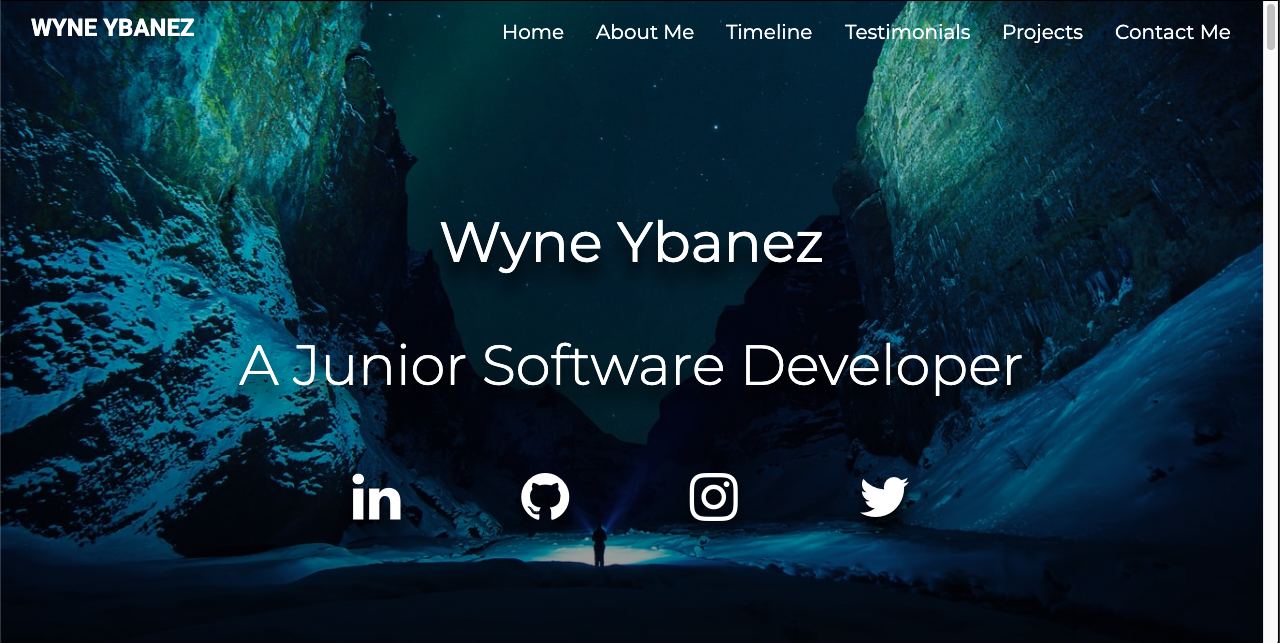 WYNE YBANEZ
Home About Me Timeline Testimonials Projects Contact Me
Wyne Ybanez
A Junior Software Developer
in